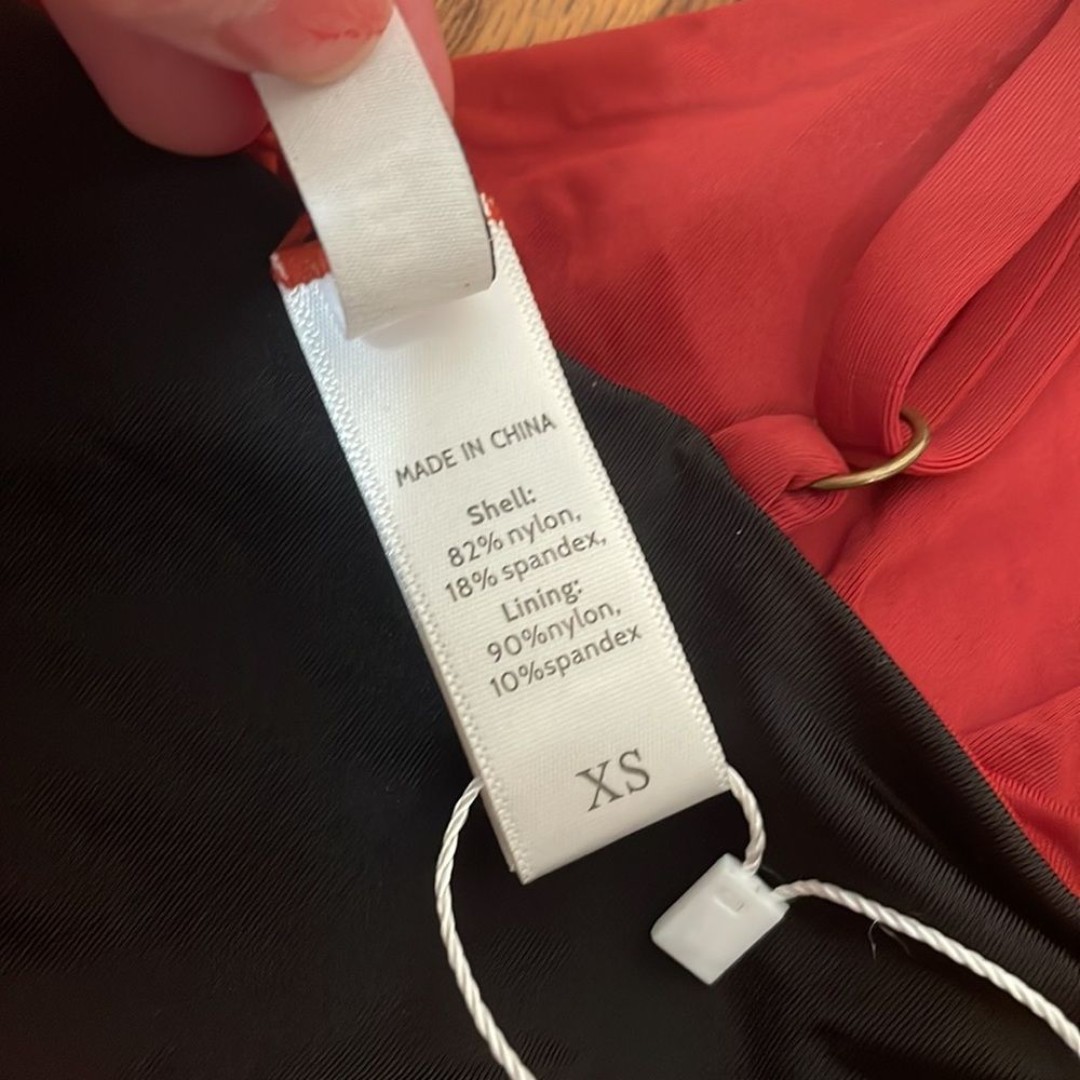 MADE IN CHINA
Shell:
82% nylon,
18% spandex,
Lining:
90%nylon,
10%spandex
XS